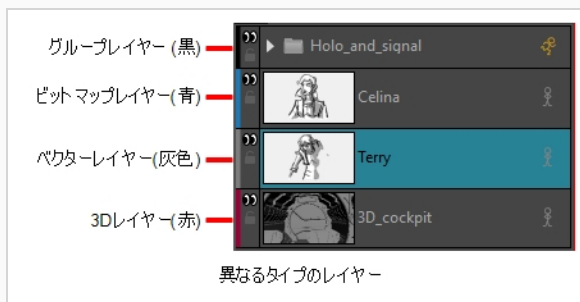 グループレイヤー (黒)
Holo_and_siqnal
ビットマップレイヤー(青)
Celina
ベクターレイヤー(灰色)
Terry
3Dレイヤー(赤)
3D_cockpit
異なるタイプのレイヤー